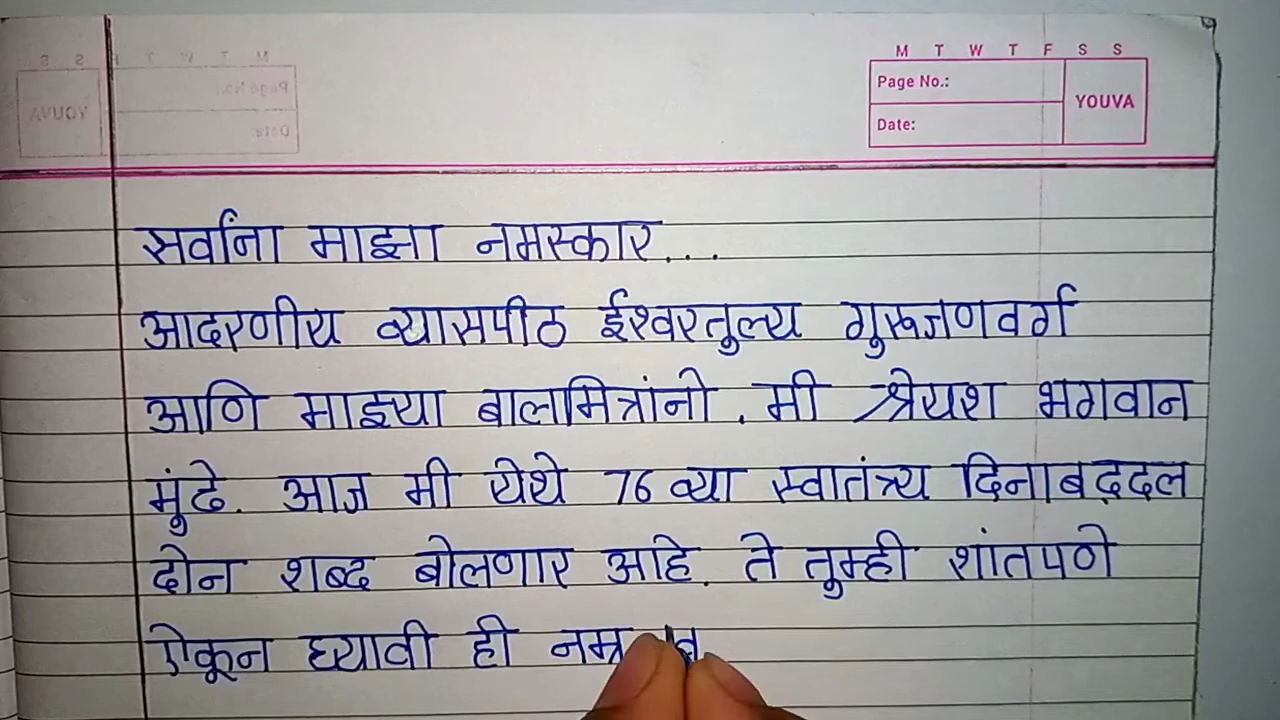 M T W T F S S
Page No.:
YOUVA
Date:
सर्वांना माझा नमस्कार...
आदरणीय व्यासपीठ ईश्वरतुल्य गुरूजणवर्ग
आणि माझ्या बालमित्रांनो. मी श्रेयश भगवान
मुंढे. आज मी येथे 76 व्या स्वातंत्र्य दिनाबद्दल
दोन शब्द बोलणार आहे. ते तुम्ही शांतपणे
ऐकून घ्यावी ही नम्र